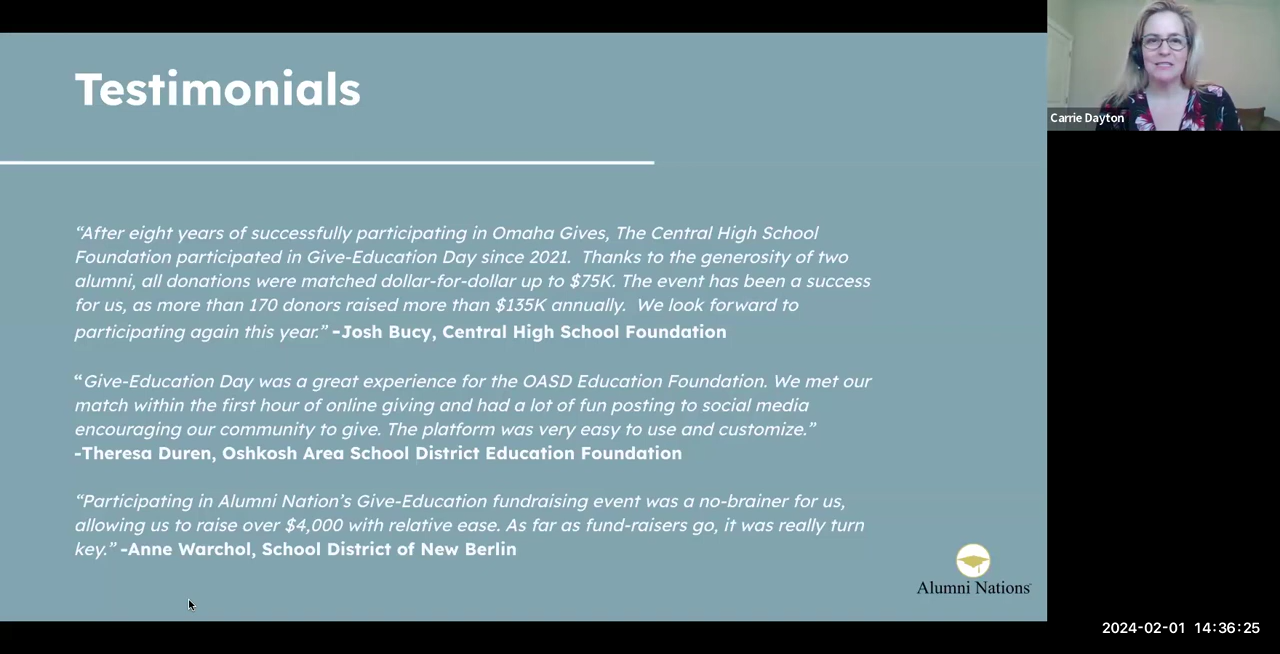 Testimonials
“After eight years of successfully participating in Omaha Gives, The Central High School
Foundation participated in Give-Education Day since 2021.  Thanks to the generosity of two
alumni, all donations were matched dollar-for-dollar up to $75K. The event has been a success
for us, as more than 170 donors raised more than $135K annually.  We look forward to
participating again this year.” -Josh Bucy, Central High School Foundation
“Give-Education Day was a great experience for the OASD Education Foundation. We met our
match within the first hour of online giving and had a lot of fun posting to social media
encouraging our community to give. The platform was very easy to use and customize.”
-Theresa Duren, Oshkosh Area School District Education Foundation
“Participating in Alumni Nation’s Give-Education fundraising event was a no-brainer for us,
allowing us to raise over $4,000 with relative ease. As far as fund-raisers go, it was really turn
key.” -Anne Warchol, School District of New Berlin
Alumni Nations
Carrie Dayton
2024-02-01 14:36:25